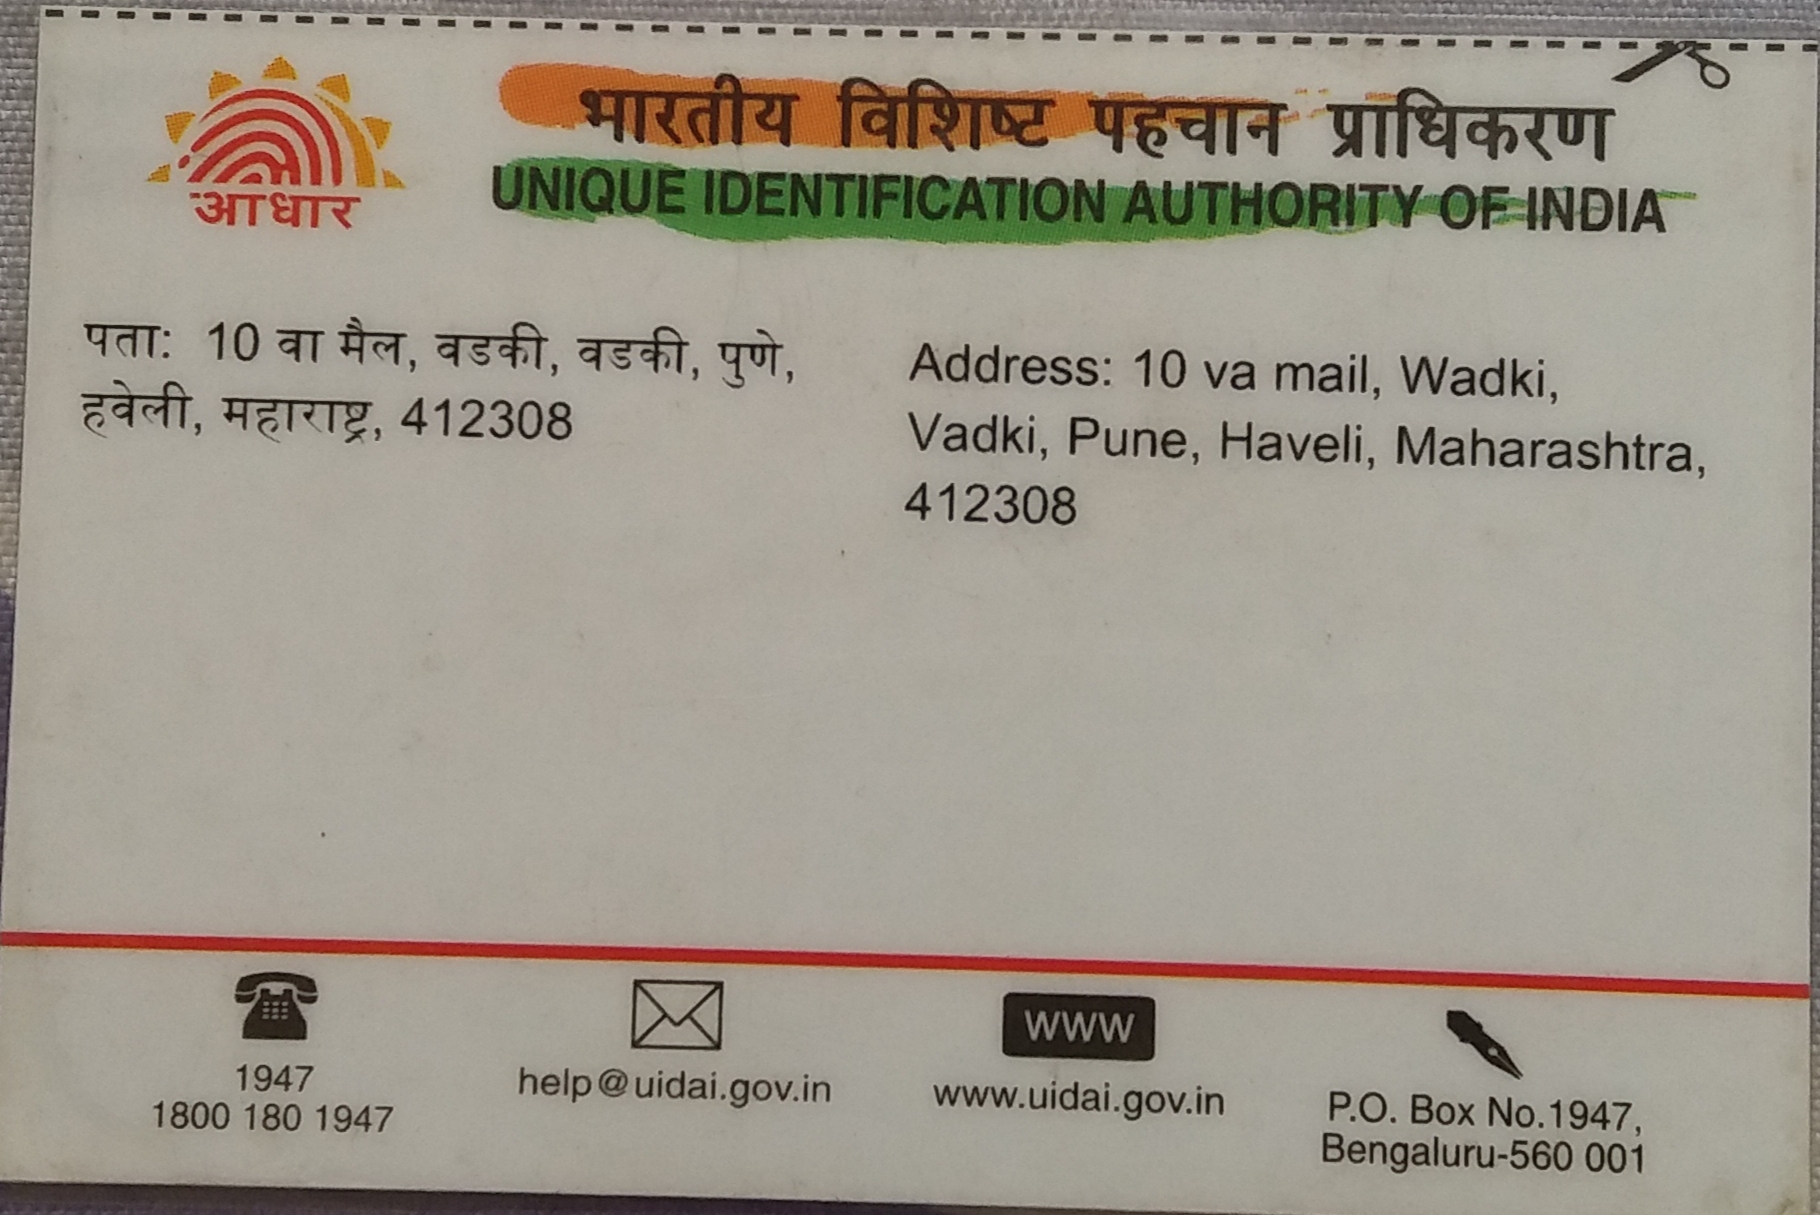 भारतीय विशिष्ट पहचान प्राधिकरण
UNIQUE IDENTIFICATION AUTHORITY OF INDIA
आधार
पता: 10 वा मैल, वडकी, वडकी, पुणे,
हवेली, महाराष्ट्र, 412308
Address: 10 va mail, Wadki,
Vadki, Pune, Haveli, Maharashtra,
412308
1947
1800 180 1947
help@uidai.gov.in
www
www.uidai.gov.in
P.O. Box No.1947,
Bengaluru-560 001